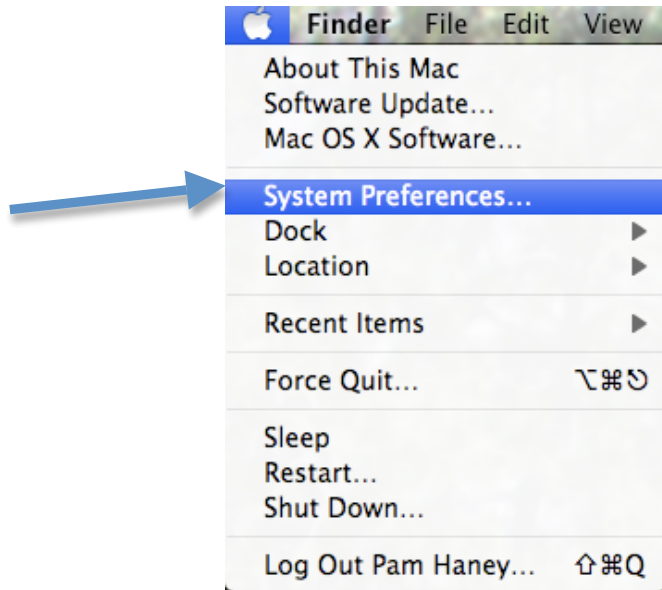 Finder File Edit View
About This Mac
Software Update...
Mac OS X Software...
System Preferences...
Dock
Location
Recent Items
Force Quit... ⌥⌘⎋
Sleep
Restart...
Shut Down...
Log Out Pam Haney... ⇧⌘Q